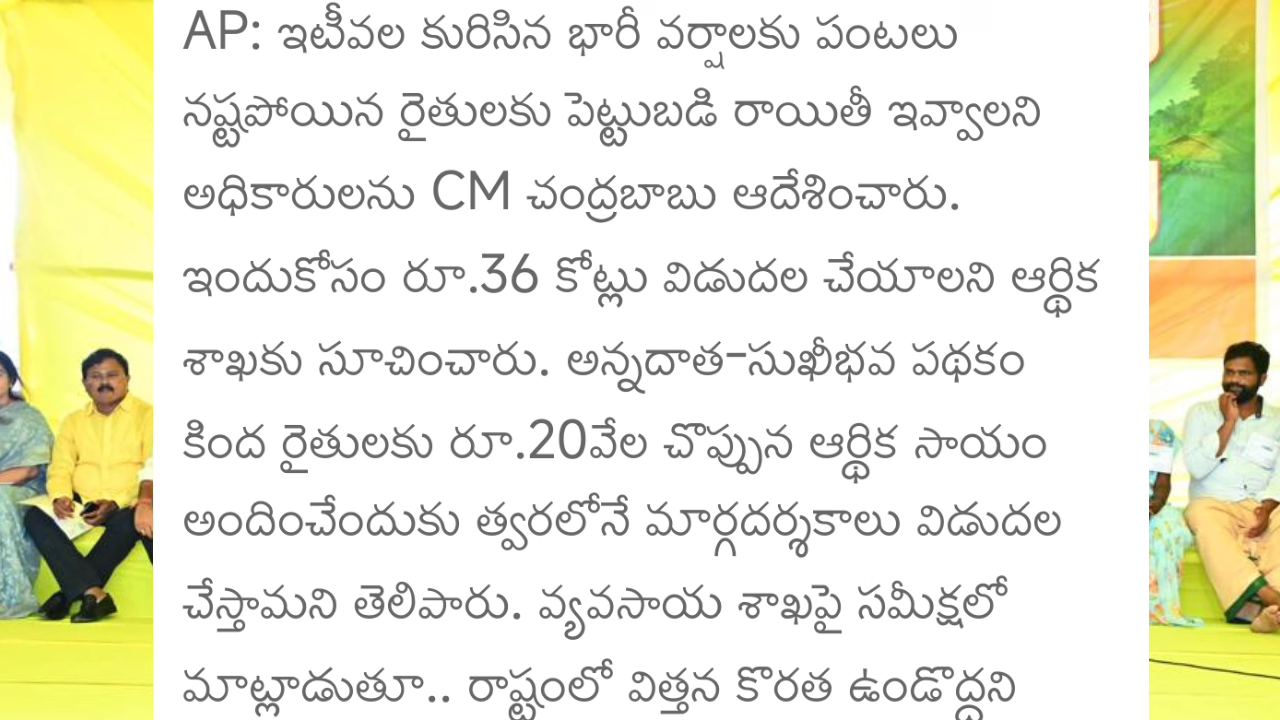 AP: ఇటీవల కురిసిన భారీ వర్షాలకు పంటలు
నష్టపోయిన రైతులకు పెట్టుబడి రాయితీ ఇవ్వాలని
అధికారులను CM చంద్రబాబు ఆదేశించారు.
ఇందుకోసం రూ.36 కోట్లు విడుదల చేయాలని ఆర్థిక
శాఖకు సూచించారు. అన్నదాత-సుఖీభవ పథకం
కింద రైతులకు రూ.20వేల చొప్పున ఆర్థిక సాయం
అందించేందుకు త్వరలోనే మార్గదర్శకాలు విడుదల
చేస్తామని తెలిపారు. వ్యవసాయ శాఖపై సమీక్షలో
మాట్లాడుతూ.. రాష్ట్రంలో విత్తన కొరత ఉండొద్దని